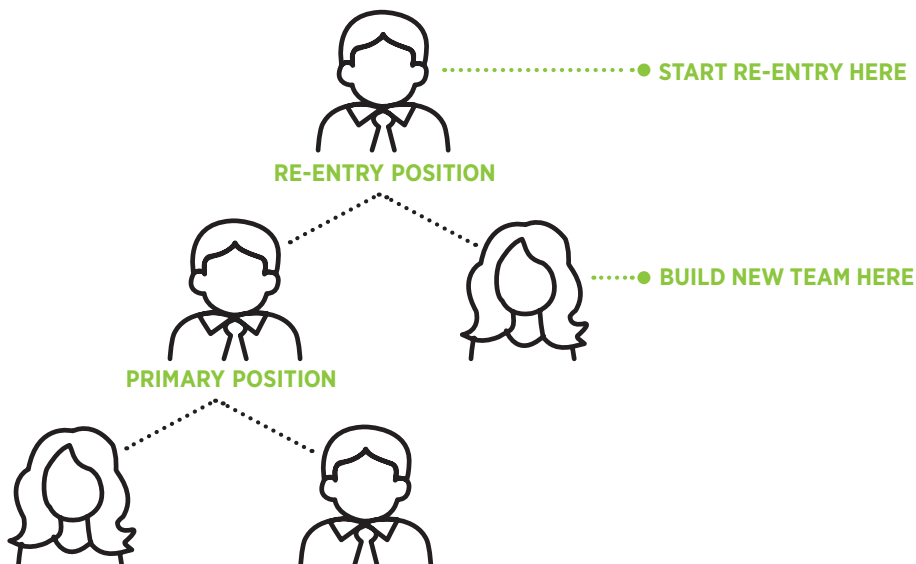 START RE-ENTRY HERE
RE-ENTRY POSITION
BUILD NEW TEAM HERE
PRIMARY POSITION